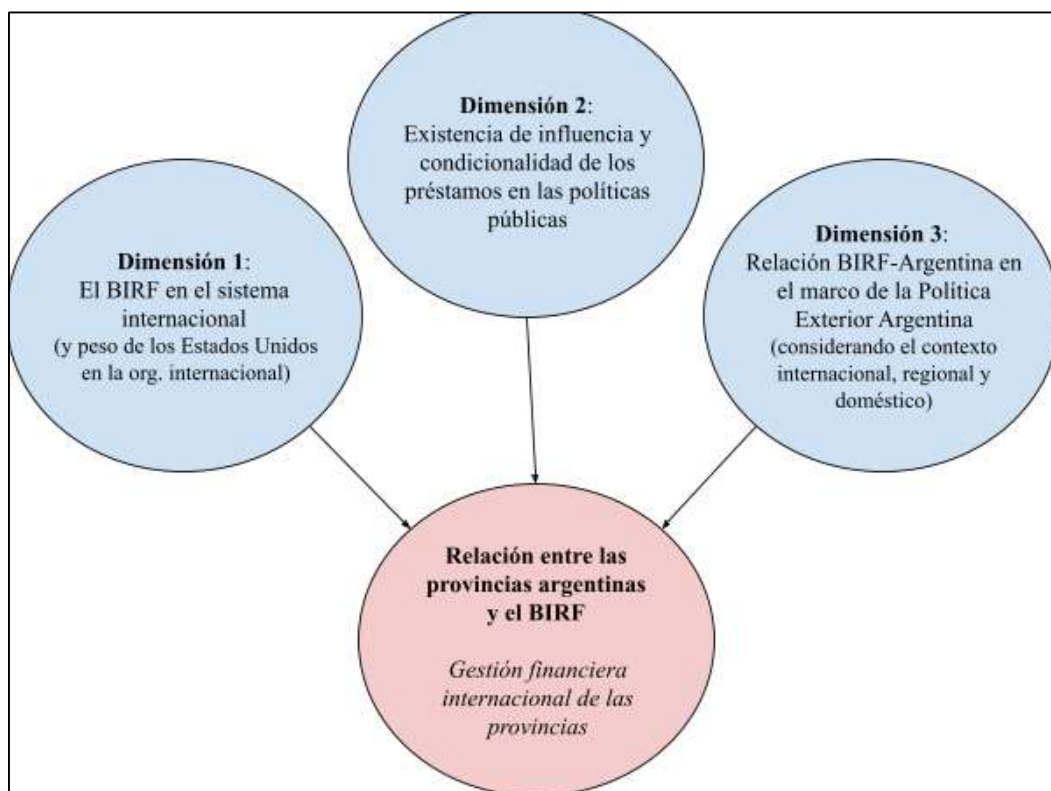 Dimensión 1:
El BIRF en el sistema
internacional
(y peso de los Estados Unidos
en la org. internacional)
Dimensión 2:
Existencia de influencia y
condicionalidad de los
préstamos en las políticas
públicas
Dimensión 3:
Relación BIRF-Argentina en
el marco de la Política
Exterior Argentina
(considerando el contexto
internacional, regional y
doméstico)
Relación entre las
provincias argentinas
y el BIRF
Gestión financiera
internacional de las
provincias